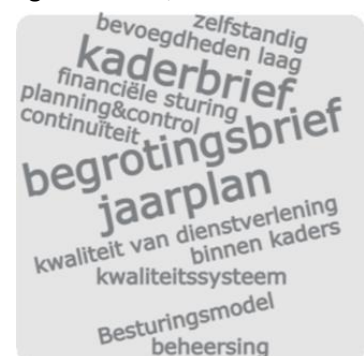 zelfstandig
bevoegdheden laag
kaderbrief
financiële sturing
planning&control
continuïteit
begrotingsbrief
jaarplan
kwaliteit van dienstverlening
binnen kaders
kwaliteitssysteem
Besturingsmodel
beheersing